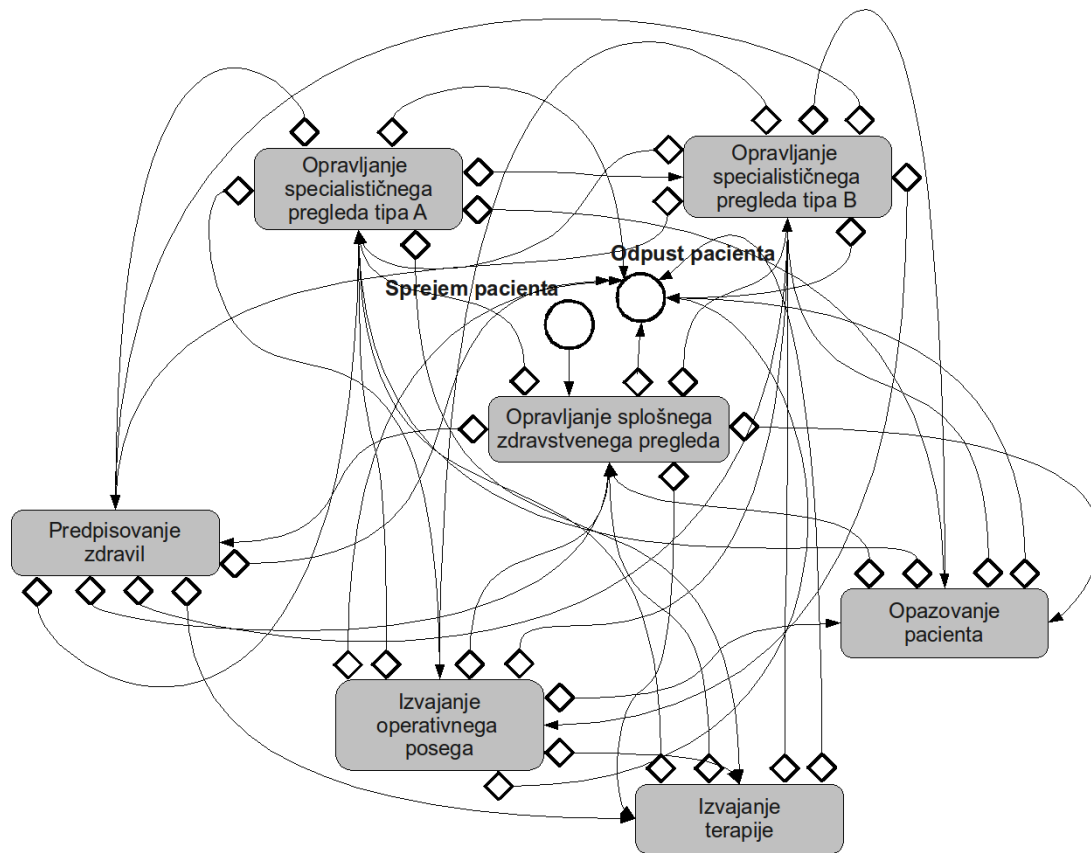 Opravljanje
specialističnega
pregleda tipa A
Opravljanje
specialističnega
pregleda tipa B
Odpust pacienta
Sprejem pacienta
Opravljanje splošnega
zdravstvenega pregleda
Predpisovanje
zdravil
Opazovanje
pacienta
Izvajanje
operativnega
posega
Izvajanje
terapije